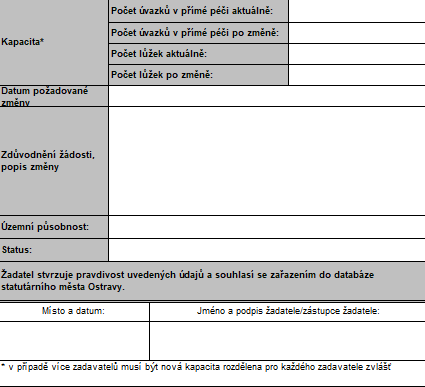 Počet úvazků v přímé péči aktuálně:
Kapacita*
Počet úvazků v přímé péči po změně:
Počet lůžek aktuálně:
Počet lůžek po změně:
Datum požadované
změny
Zdůvodnění žádosti,
popis změny
Územní působnost:
Status:
Žadatel stvrzuje pravdivost uvedených údajů a souhlasí se zařazením do databáze
statutárního města Ostravy.
Místo a datum:
Jméno a podpis žadatele/zástupce žadatele:
* v případě více zadavatelů musí být nová kapacita rozdělena pro každého zadavatele zvlášť